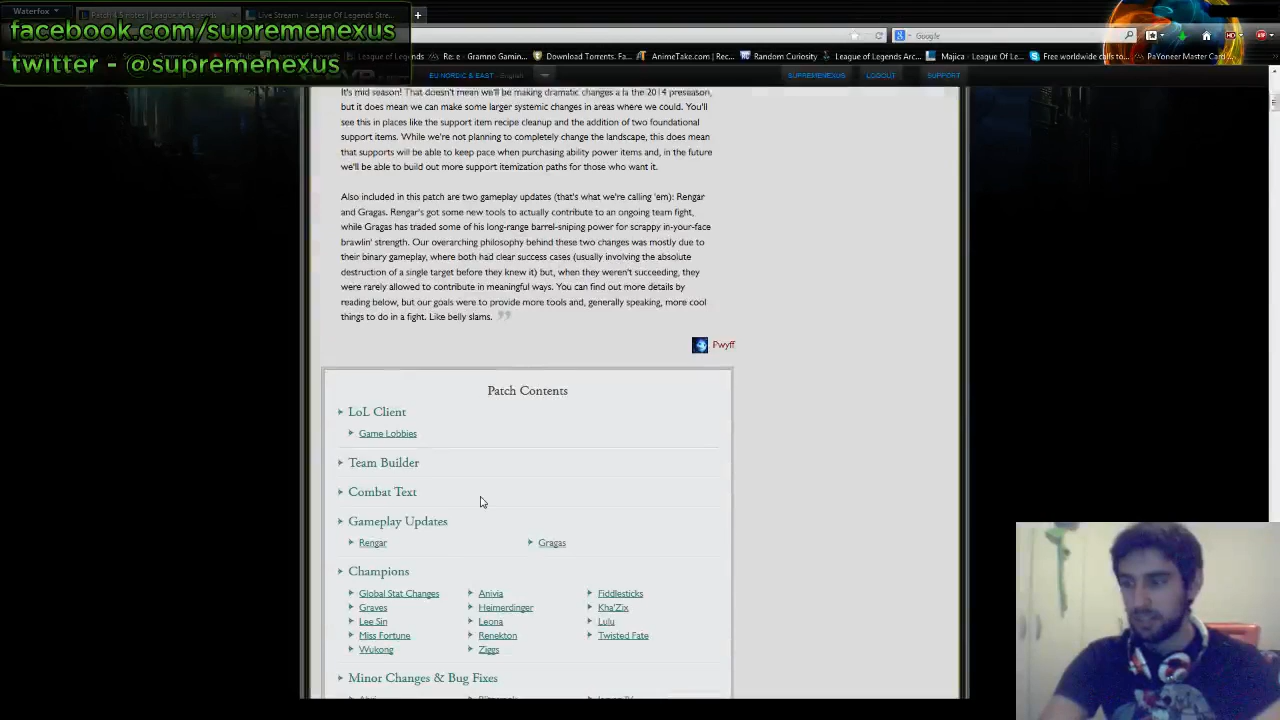 Waterfox
Patch
notes | League of Legends
Live Stream - League Of Legends Stre...
+
facebook.com/supremenexus
Google
twitter - @supremenexus
Re: e: Grammo Gamin...
Download Torrents. Fa...
AnimeTake.com | Rec...
Random Curiosity
League of Legends Arc...
Majica - League Of Le...
Free worldwide calls to...
PaYoneer Master Card ...
EU NORDIC & EAST - English
SUPREMENEXUS
LOGOUT
SUPPORT
It's mid season! That doesn't mean we'll be making dramatic changes a la the 2014 preseason,
but it does mean we can make some larger systemic changes in areas where we could. You'll
see this in places like the support item recipe cleanup and the addition of two foundational
support items. While we're not planning to completely change the landscape, this does mean
that supports will be able to keep pace when purchasing ability power items and, in the future
we'll be able to build out more support itemization paths for those who want it.
Also included in this patch are two gameplay updates (that's what we're calling 'em): Rengar
and Gragas. Rengar's got some new tools to actually contribute to an ongoing team fight,
while Gragas has traded some of his long-range barrel-sniping power for scrappy in-your-face
brawlin' strength. Our overarching philosophy behind these two changes was mostly due to
their binary gameplay, where both had clear success cases (usually involving the absolute
destruction of a single target before they knew it) but, when they weren't succeeding, they
were rarely allowed to contribute in meaningful ways. You can find out more details by
reading below, but our goals were to provide more tools and, generally speaking, more cool
things to do in a fight. Like belly slams. ”
Pwyff
Patch Contents
LoL Client
Game Lobbies
Team Builder
Combat Text
Gameplay Updates
Rengar Gragas
Champions
Global Stat Changes Anivia Fiddlesticks
Graves Heimerdinger Kha'Zix
Lee Sin Leona Lulu
Miss Fortune Renekton Twisted Fate
Wukong Ziggs
Minor Changes & Bug Fixes